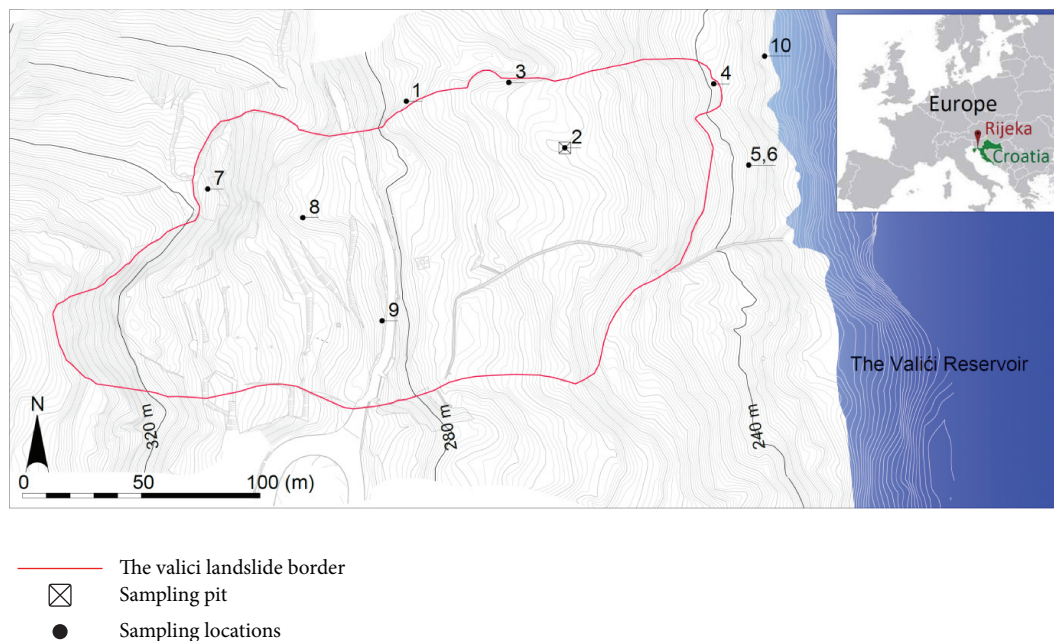 10
3
4
1
Europe
Rijeka
2
Croatia
5,6
7
8
9
The Valići Reservoir
N
320 m
280 m
240 m
0 50 100 (m)
The valici landslide border
Sampling pit
Sampling locations